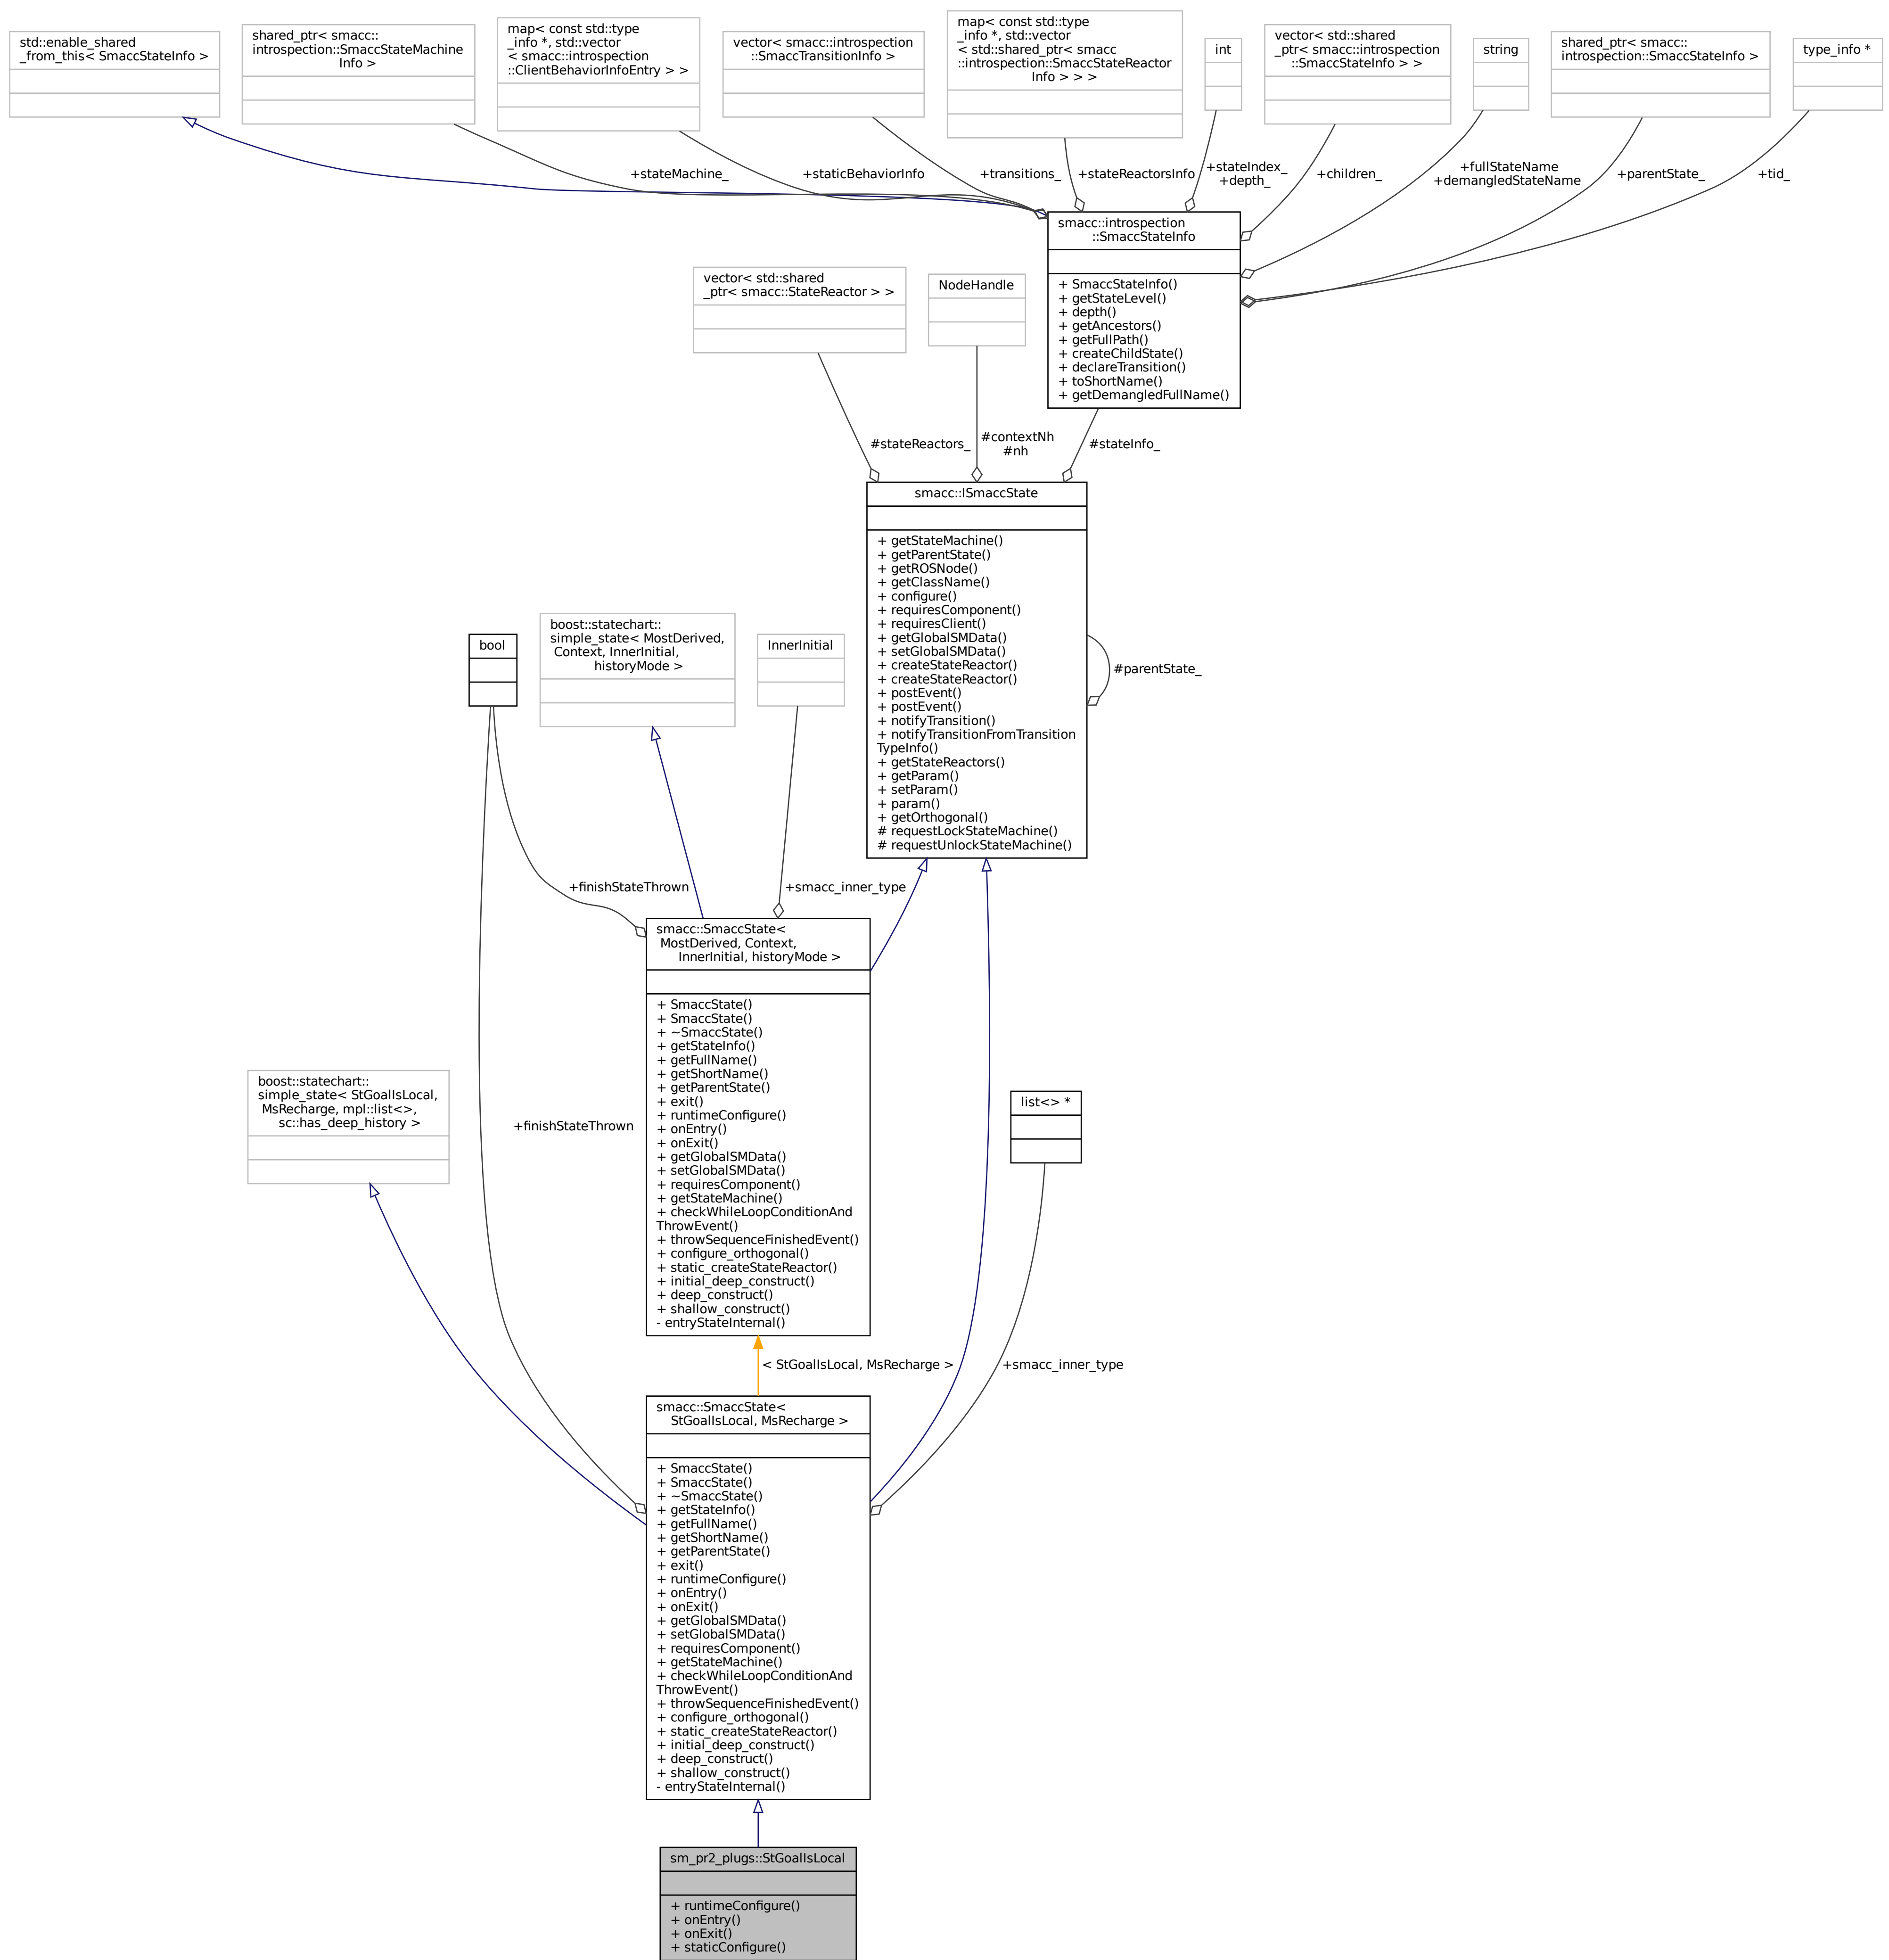 std::enable_shared
_from_this< SmaccStateInfo >
shared_ptr< smacc::
introspection::SmaccStateMachine
Info >
map< const std::type
_info *, std::vector
< smacc::introspection
::ClientBehaviorInfoEntry > >
vector< smacc::introspection
::SmaccTransitionInfo >
map< const std::type
_info *, std::vector
< std::shared_ptr< smacc
::introspection::SmaccStateReactor
Info > > >
int
vector< std::shared
_ptr< smacc::introspection
::SmaccStateInfo > >
string
shared_ptr< smacc::
introspection::SmaccStateInfo >
type_info *
+stateMachine_
+staticBehaviorInfo
+transitions_
+stateReactorsInfo
+stateIndex_
+depth_
+children_
+fullStateName
+demangledStateName
+parentState_
+tid_
smacc::introspection
::SmaccStateInfo
+ SmaccStateInfo()
+ getStateLevel()
+ depth()
+ getAncestors()
+ getFullPath()
+ createChildState()
+ declareTransition()
+ toShortName()
+ getDemangledFullName()
vector< std::shared
_ptr< smacc::StateReactor > >
NodeHandle
#stateReactors_
#contextNh
#nh
#stateInfo_
smacc::ISmaccState
+ getStateMachine()
+ getParentState()
+ getROSNode()
+ getClassName()
+ configure()
+ requiresComponent()
+ requiresClient()
+ getGlobalSMData()
+ setGlobalSMData()
+ createStateReactor()
+ createStateReactor()
+ postEvent()
+ postEvent()
+ notifyTransition()
+ notifyTransitionFromTransition
TypeInfo()
+ getStateReactors()
+ getParam()
+ setParam()
+ param()
+ getOrthogonal()
# requestLockStateMachine()
# requestUnlockStateMachine()
#parentState_
bool
boost::statechart::
simple_state< MostDerived,
Context, InnerInitial,
historyMode >
InnerInitial
+finishStateThrown
+smacc_inner_type
smacc::SmaccState<
MostDerived, Context,
InnerInitial, historyMode >
+ SmaccState()
+ SmaccState()
+ ~SmaccState()
+ getStateInfo()
+ getFullName()
+ getShortName()
+ getParentState()
+ exit()
+ runtimeConfigure()
+ onEntry()
+ onExit()
+ getGlobalSMData()
+ setGlobalSMData()
+ requiresComponent()
+ getStateMachine()
+ checkWhileLoopConditionAnd
ThrowEvent()
+ throwSequenceFinishedEvent()
+ configure_orthogonal()
+ static_createStateReactor()
+ initial_deep_construct()
+ deep_construct()
+ shallow_construct()
- entryStateInternal()
boost::statechart::
simple_state< StGoalIsLocal,
MsRecharge, mpl::list<>,
sc::has_deep_history >
+finishStateThrown
list<> *
< StGoalIsLocal, MsRecharge >
+smacc_inner_type
smacc::SmaccState<
StGoalIsLocal, MsRecharge >
+ SmaccState()
+ SmaccState()
+ ~SmaccState()
+ getStateInfo()
+ getFullName()
+ getShortName()
+ getParentState()
+ exit()
+ runtimeConfigure()
+ onEntry()
+ onExit()
+ getGlobalSMData()
+ setGlobalSMData()
+ requiresComponent()
+ getStateMachine()
+ checkWhileLoopConditionAnd
ThrowEvent()
+ throwSequenceFinishedEvent()
+ configure_orthogonal()
+ static_createStateReactor()
+ initial_deep_construct()
+ deep_construct()
+ shallow_construct()
- entryStateInternal()
sm_pr2_plugs::StGoalIsLocal
+ runtimeConfigure()
+ onEntry()
+ onExit()
+ staticConfigure()